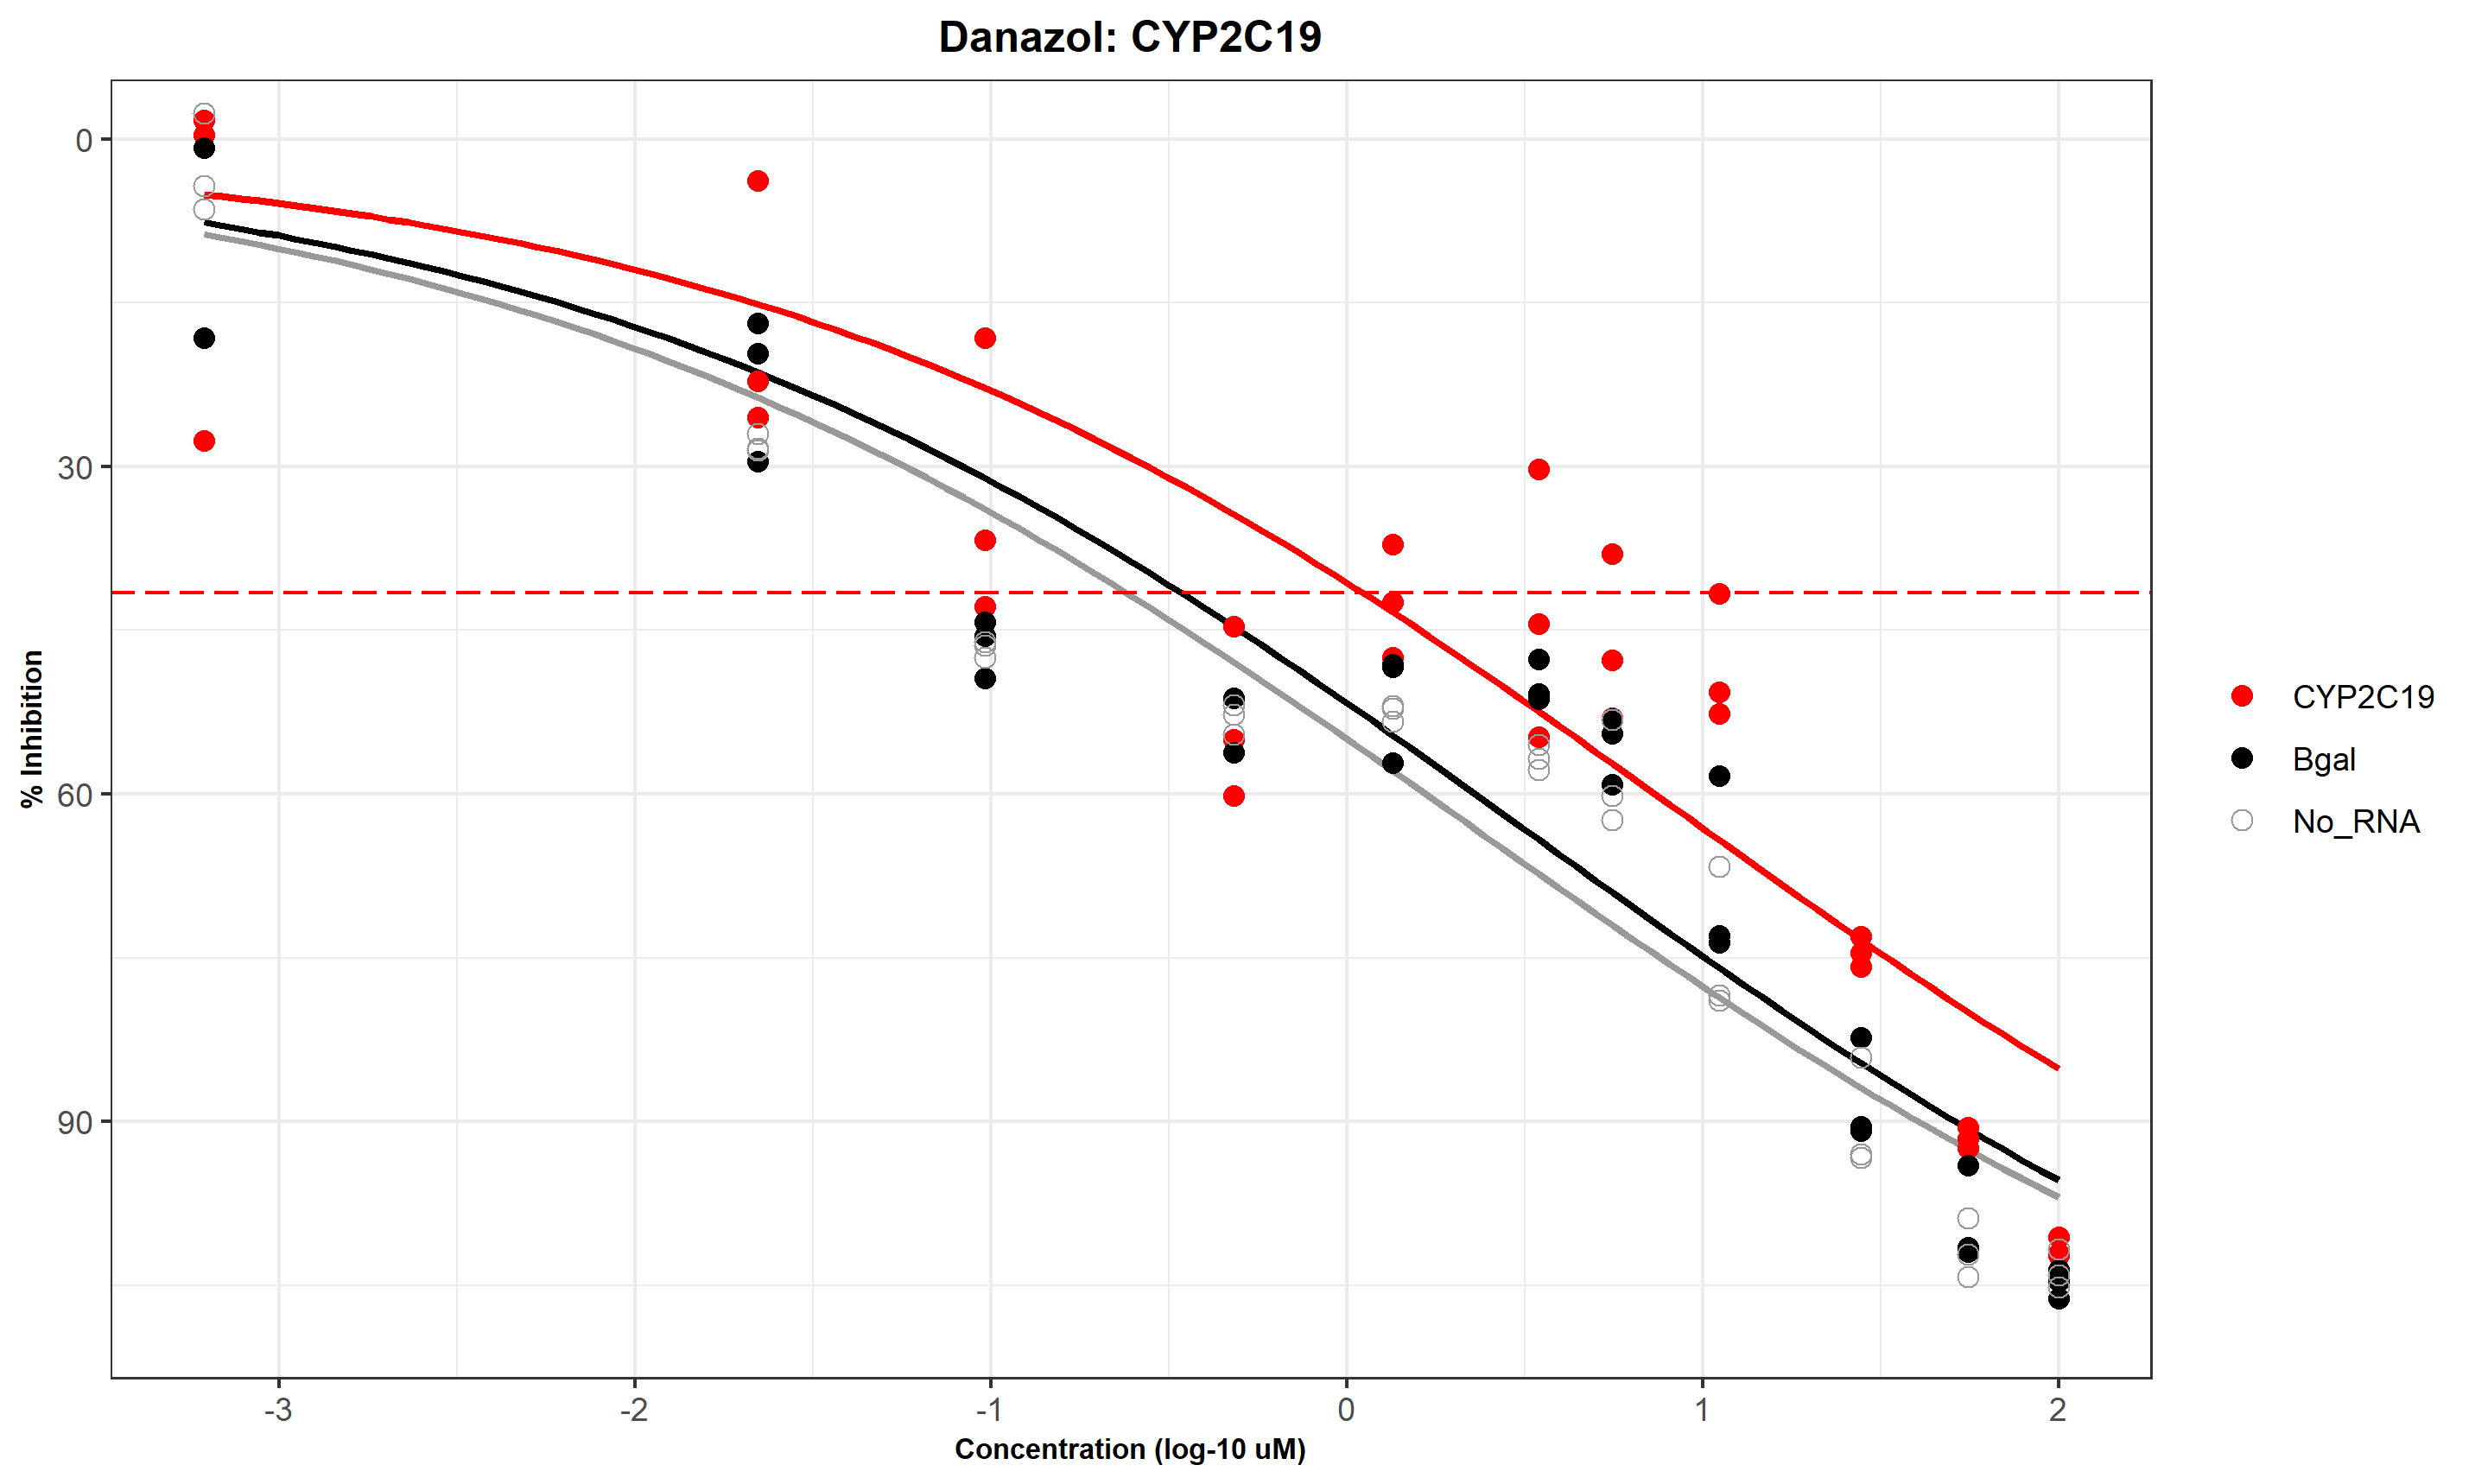 Danazol: CYP2C19
% Inhibition
0
30
60
90
-3
-2
-1
0
1
2
Concentration (log-10 uM)
CYP2C19
Bgal
No_RNA